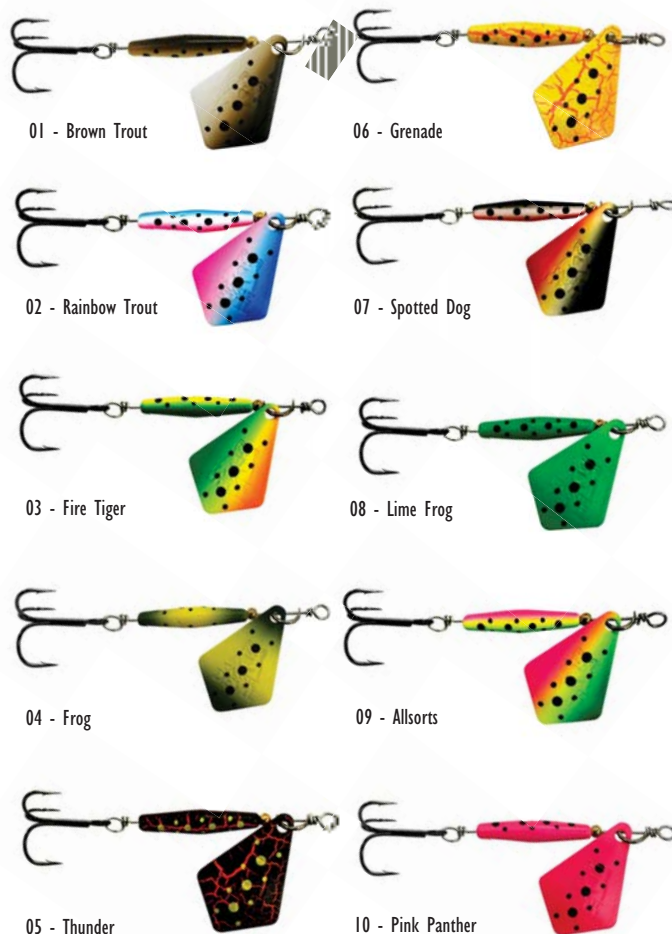 01 - Brown Trout
06 - Grenade
02 - Rainbow Trout
07 - Spotted Dog
03 - Fire Tiger
08 - Lime Frog
04 - Frog
09 - Allsorts
05 - Thunder
10 - Pink Panther